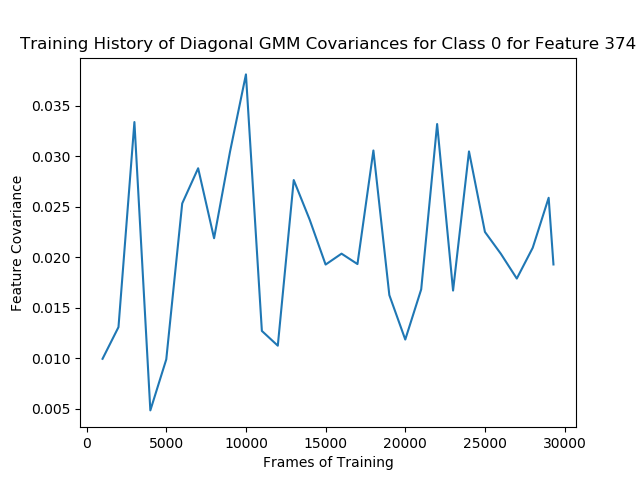 Training History of Diagonal GMM Covariances for Class 0 for Feature 374
0.035
0.030
0.025
0.020
0.015
0.010
0.005
Feature Covariance
0 5000 10000 15000 20000 25000 30000
Frames of Training